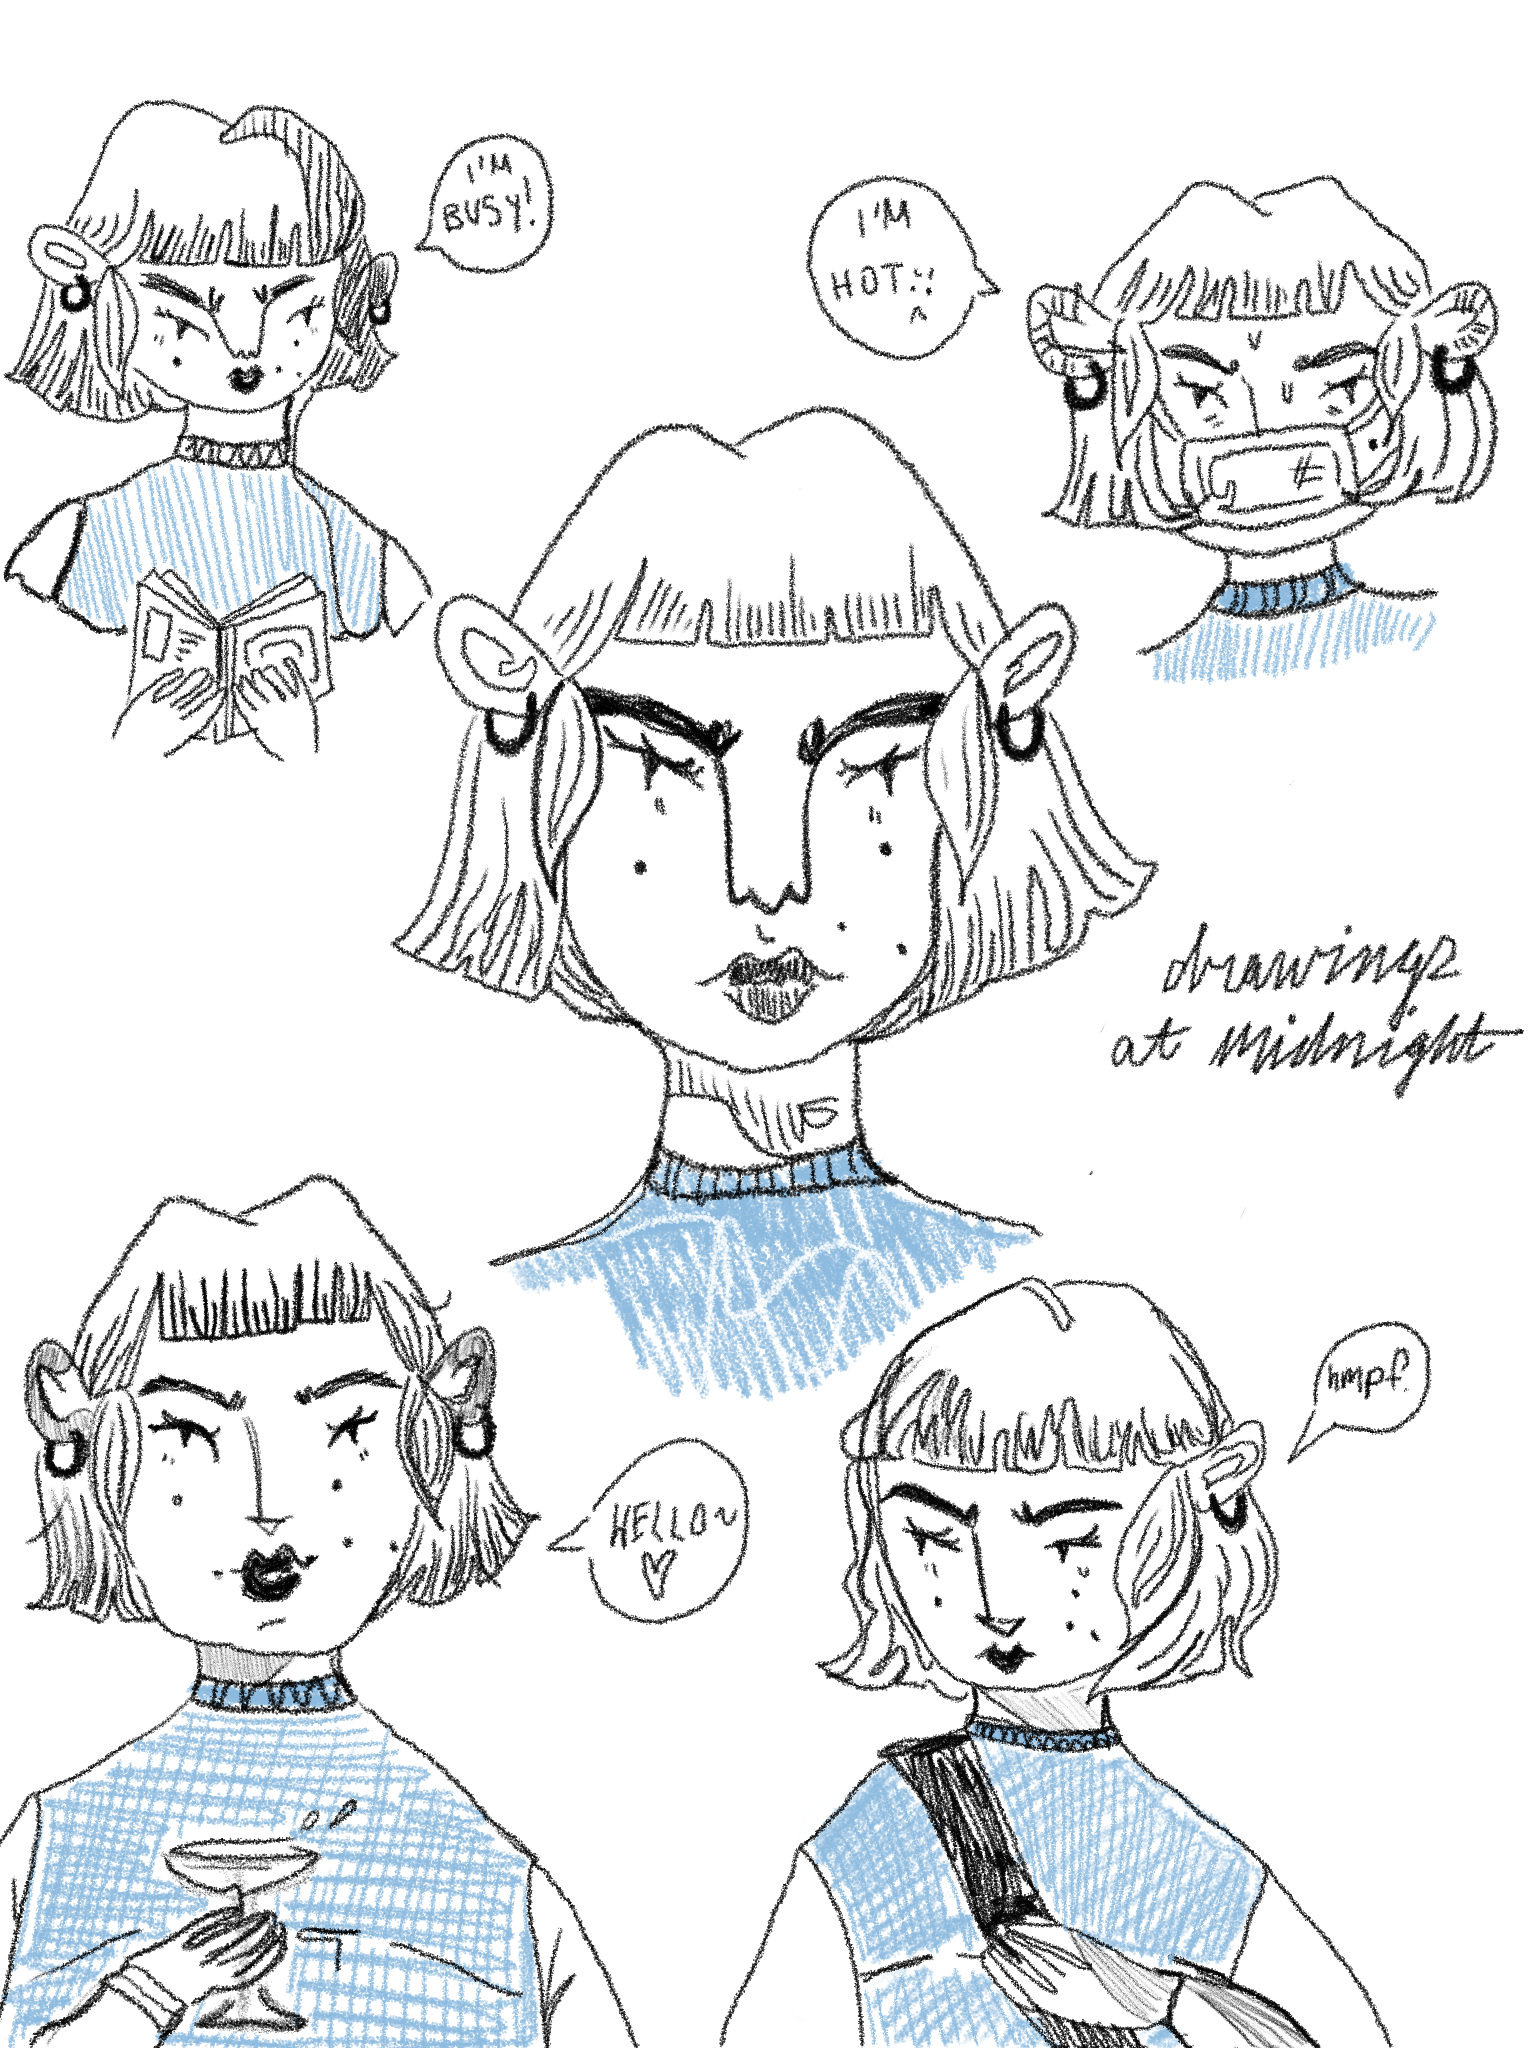 I'M
BUSY!
I'M
HOT!!
drawings
at midnight
HELLO~
hmpf.